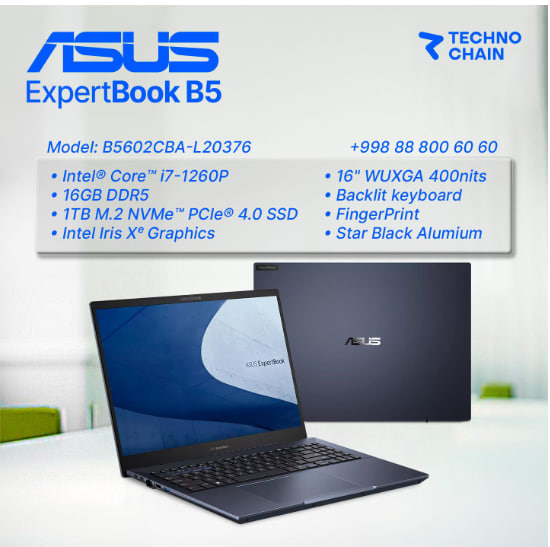 ASUS
ExpertBook B5
TECHNO
CHAIN
Model: B5602CBA-L20376
+998 88 800 60 60
• Intel® Core™ i7-1260P
• 16GB DDR5
• 1TB M.2 NVMe™ PCIe® 4.0 SSD
• Intel Iris Xᵉ Graphics
• 16" WUXGA 400nits
• Backlit keyboard
• FingerPrint
• Star Black Alumium
ASUS ExpertBook
ASUS